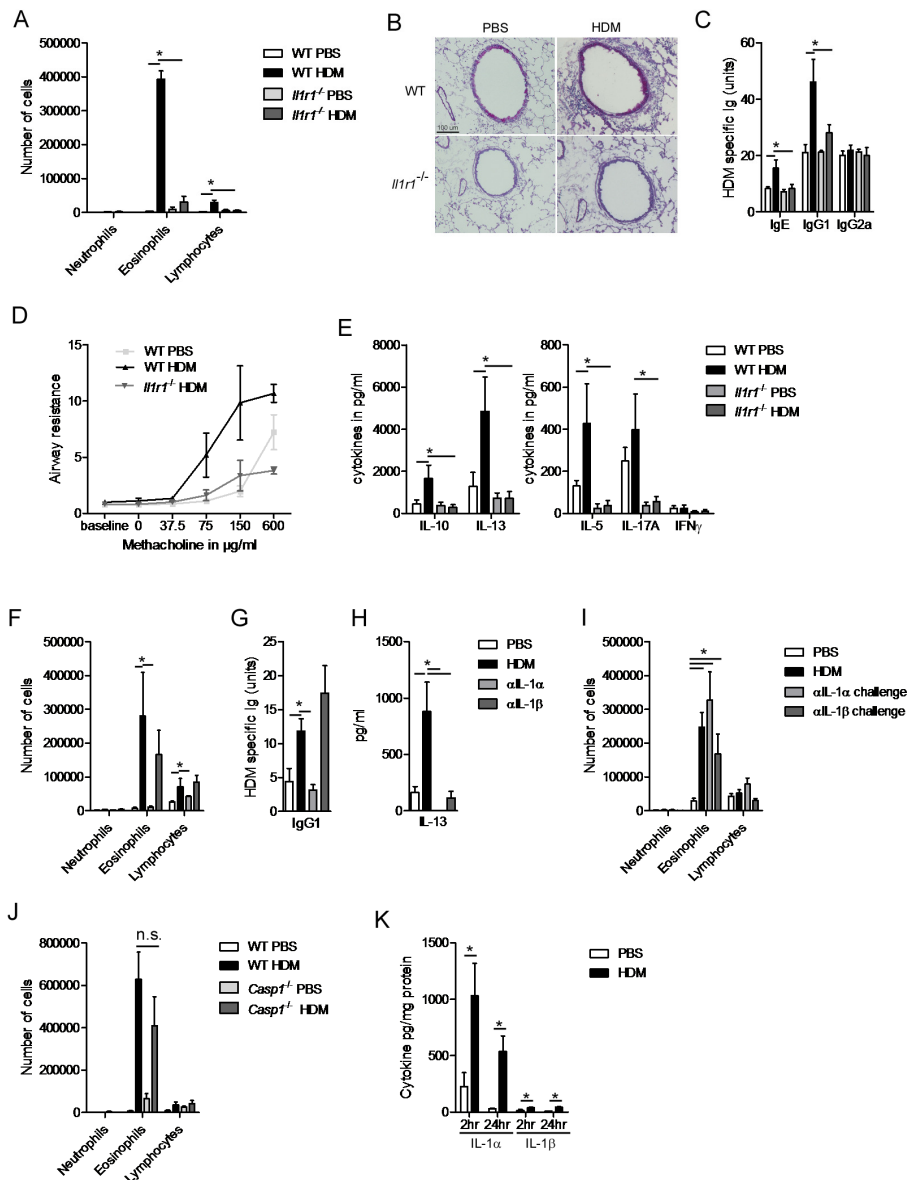 A
Number of cells
500000
400000
300000
200000
100000
0
*
*
Neutrophils
Eosinophils
Lymphocytes
WT PBS
WT HDM
Il1r1-/- PBS
Il1r1-/- HDM
B
PBS
HDM
WT
100 um
Il1r1-/-
C
HDM specific Ig (units)
60
40
20
0
*
*
IgE
IgG1
IgG2a
D
Airway resistance
15
10
5
0
WT PBS
WT HDM
Il1r1-/- HDM
baseline
0
37.5
75
150
600
Methacholine in µg/ml
E
cytokines in pg/ml
8000
6000
4000
2000
0
*
*
IL-10
IL-13
cytokines in pg/ml
800
600
400
200
0
*
*
IL-5
IL-17A
IFNγ
WT PBS
WT HDM
Il1r1-/- PBS
Il1r1-/- HDM
F
Number of cells
500000
400000
300000
200000
100000
0
*
*
Neutrophils
Eosinophils
Lymphocytes
G
HDM specific Ig (units)
25
20
15
10
5
0
*
IgG1
H
pg/ml
1500
1000
500
0
*
IL-13
PBS
HDM
αIL-1α
αIL-1β
I
Number of cells
500000
400000
300000
200000
100000
0
*
Neutrophils
Eosinophils
Lymphocytes
PBS
HDM
αIL-1α challenge
αIL-1β challenge
J
Number of cells
800000
600000
400000
200000
0
n.s.
Neutrophils
Eosinophils
Lymphocytes
WT PBS
WT HDM
Casp1-/- PBS
Casp1-/- HDM
K
Cytokine pg/mg protein
1500
1000
500
0
*
*
*
*
2hr
24hr
2hr
24hr
IL-1α
IL-1β
PBS
HDM